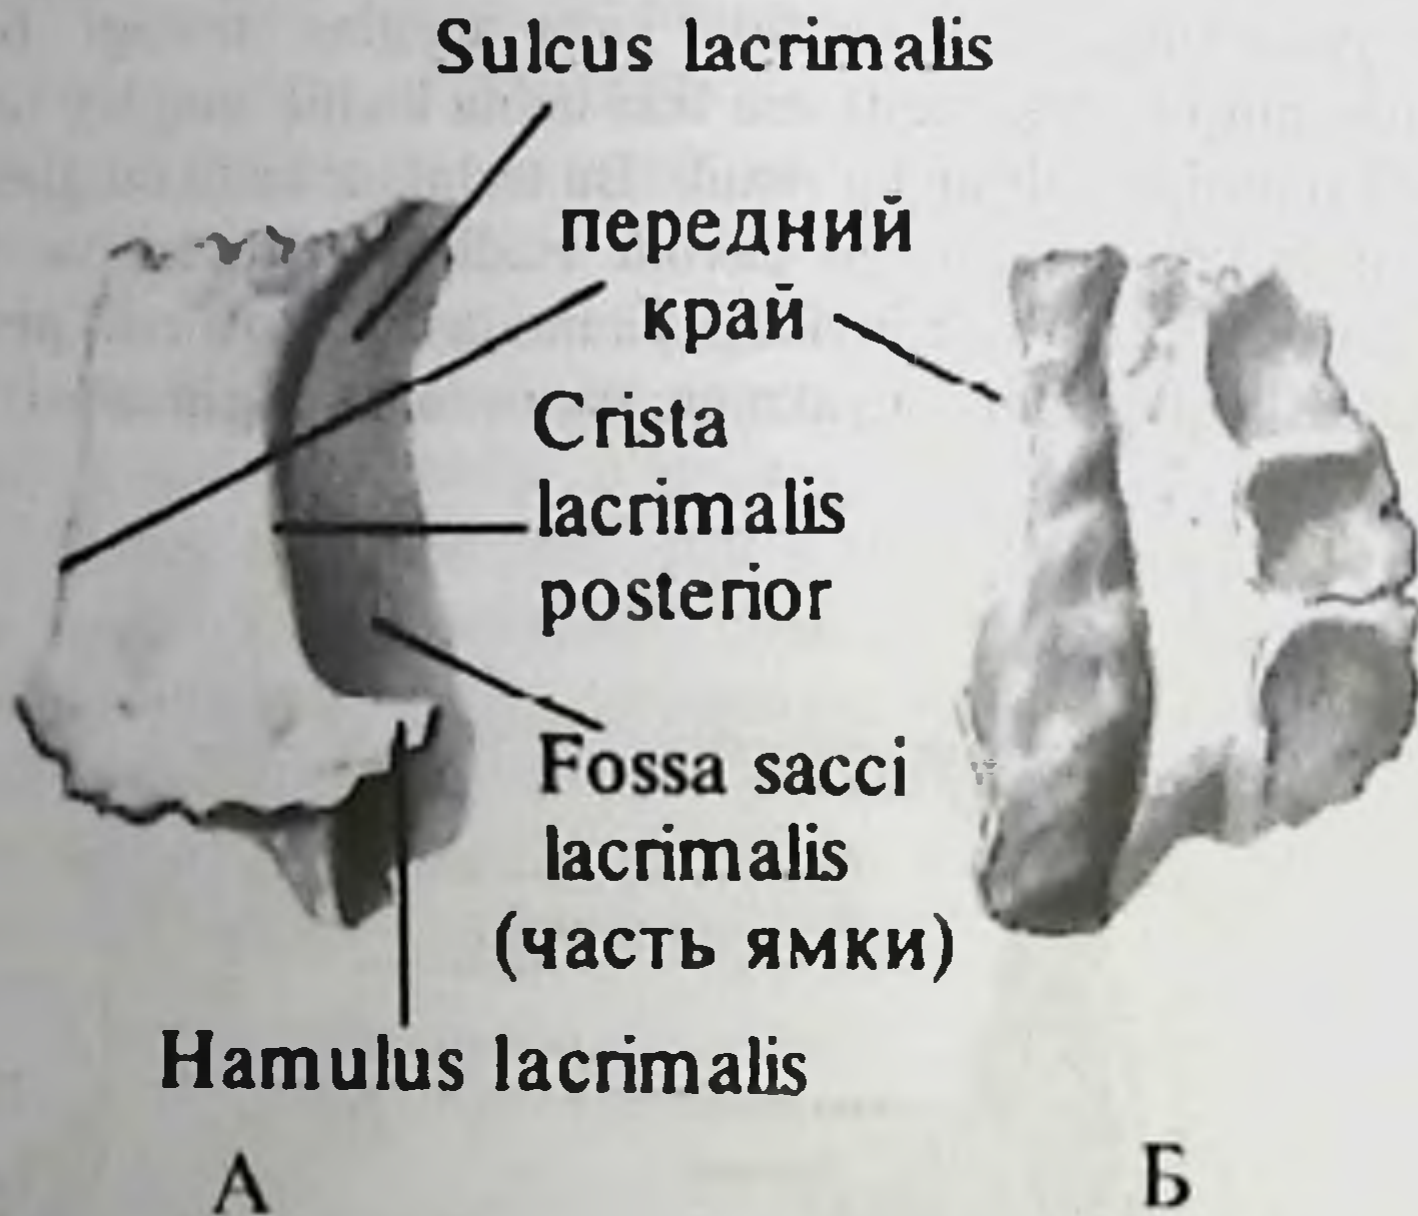 Sulcus lacrimalis
передний
край
Crista
lacrimalis
posterior
Fossa sacci
lacrimalis
(часть ямки)
Hamulus lacrimalis
А
Б